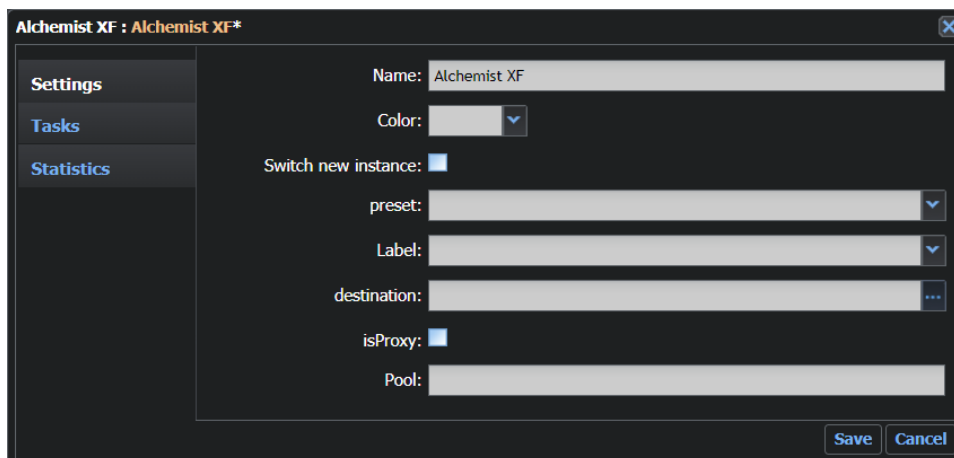 Alchemist XF : Alchemist XF*
Settings
Tasks
Statistics
Name: Alchemist XF
Color:
Switch new instance:
preset:
Label:
destination:
...
isProxy:
Pool:
Save Cancel